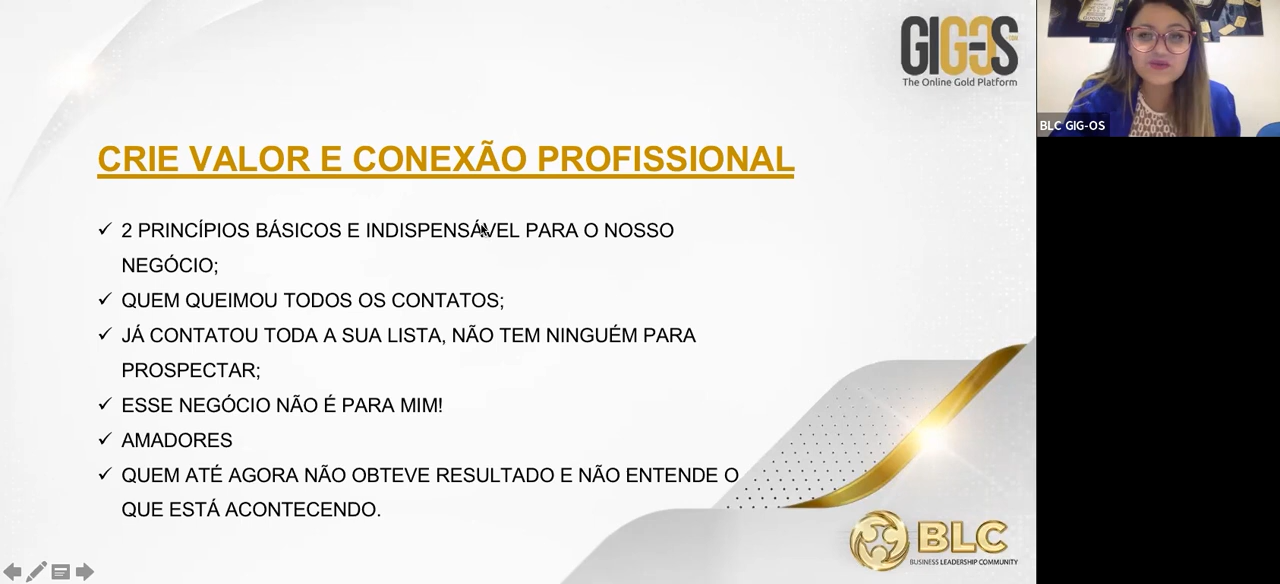 GIG-OS
The Online Gold Platform
BLC GIG-OS
CRIE VALOR E CONEXÃO PROFISSIONAL
✓ 2 PRINCÍPIOS BÁSICOS E INDISPENSÁVEL PARA O NOSSO
NEGÓCIO;
✓ QUEM QUEIMOU TODOS OS CONTATOS;
✓ JÁ CONTATOU TODA A SUA LISTA, NÃO TEM NINGUÉM PARA
PROSPECTAR;
✓ ESSE NEGÓCIO NÃO É PARA MIM!
✓ AMADORES
✓ QUEM ATÉ AGORA NÃO OBTEVE RESULTADO E NÃO ENTENDE O
QUE ESTÁ ACONTECENDO.
BLC
BUSINESS LEADERSHIP COMMUNITY